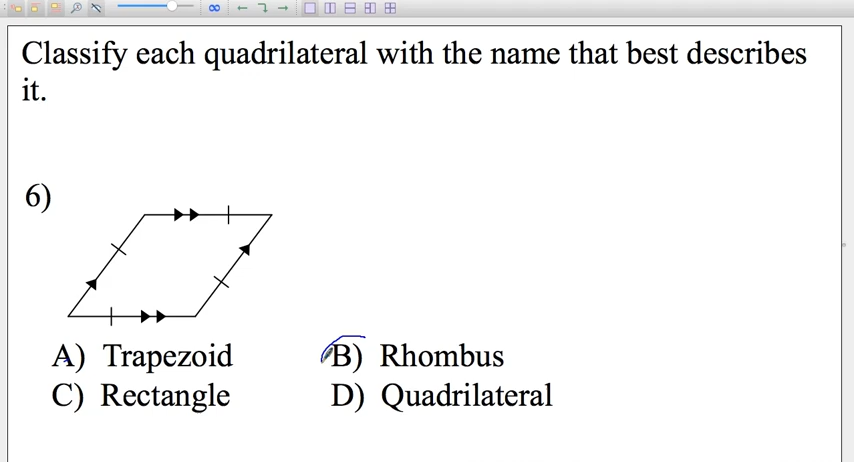 Classify each quadrilateral with the name that best describes
it.
6)
A) Trapezoid B) Rhombus
C) Rectangle D) Quadrilateral